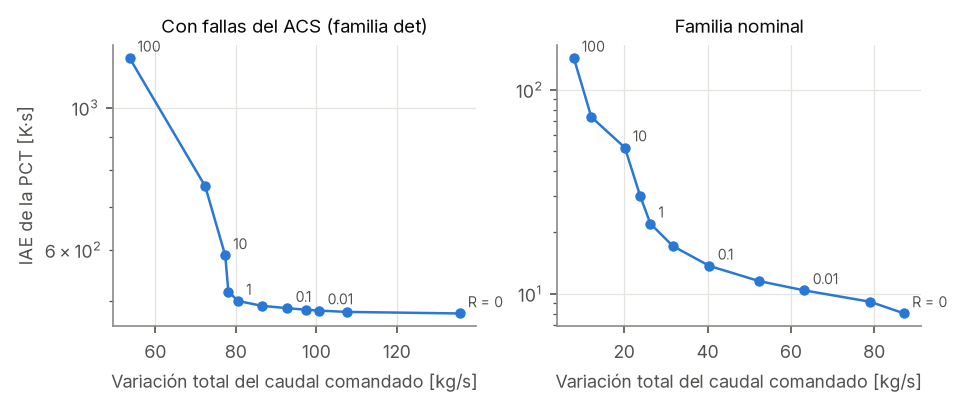 Con fallas del ACS (familia det)
Familia nominal
IAE de la PCT [K·s]
10³
6 × 10²
100
10
1
0.1
0.01
R = 0
60
80
100
120
Variación total del caudal comandado [kg/s]
10²
10¹
100
10
1
0.1
0.01
R = 0
20
40
60
80
Variación total del caudal comandado [kg/s]